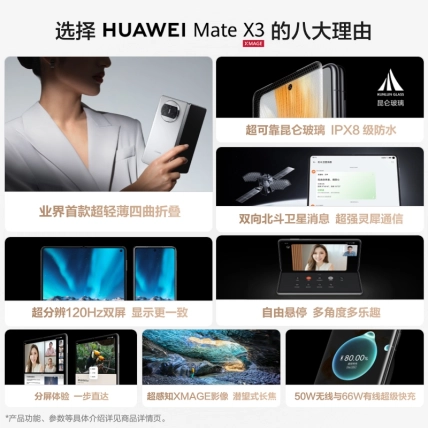 选择 HUAWEI Mate X3 的八大理由
XMAGE
KUNLUN GLASS
昆仑玻璃
超可靠昆仑玻璃 IPX8 级防水
业界首款超轻薄四曲折叠
双向北斗卫星消息 超强灵犀通信
超分辨120Hz双屏 显示更一致
自由悬停 多角度多乐趣
80.00%
分屏体验 一步直达
超感知XMAGE影像 潜望式长焦
50W无线与66W有线超级快充
*产品功能、参数等具体介绍详见商品详情页。